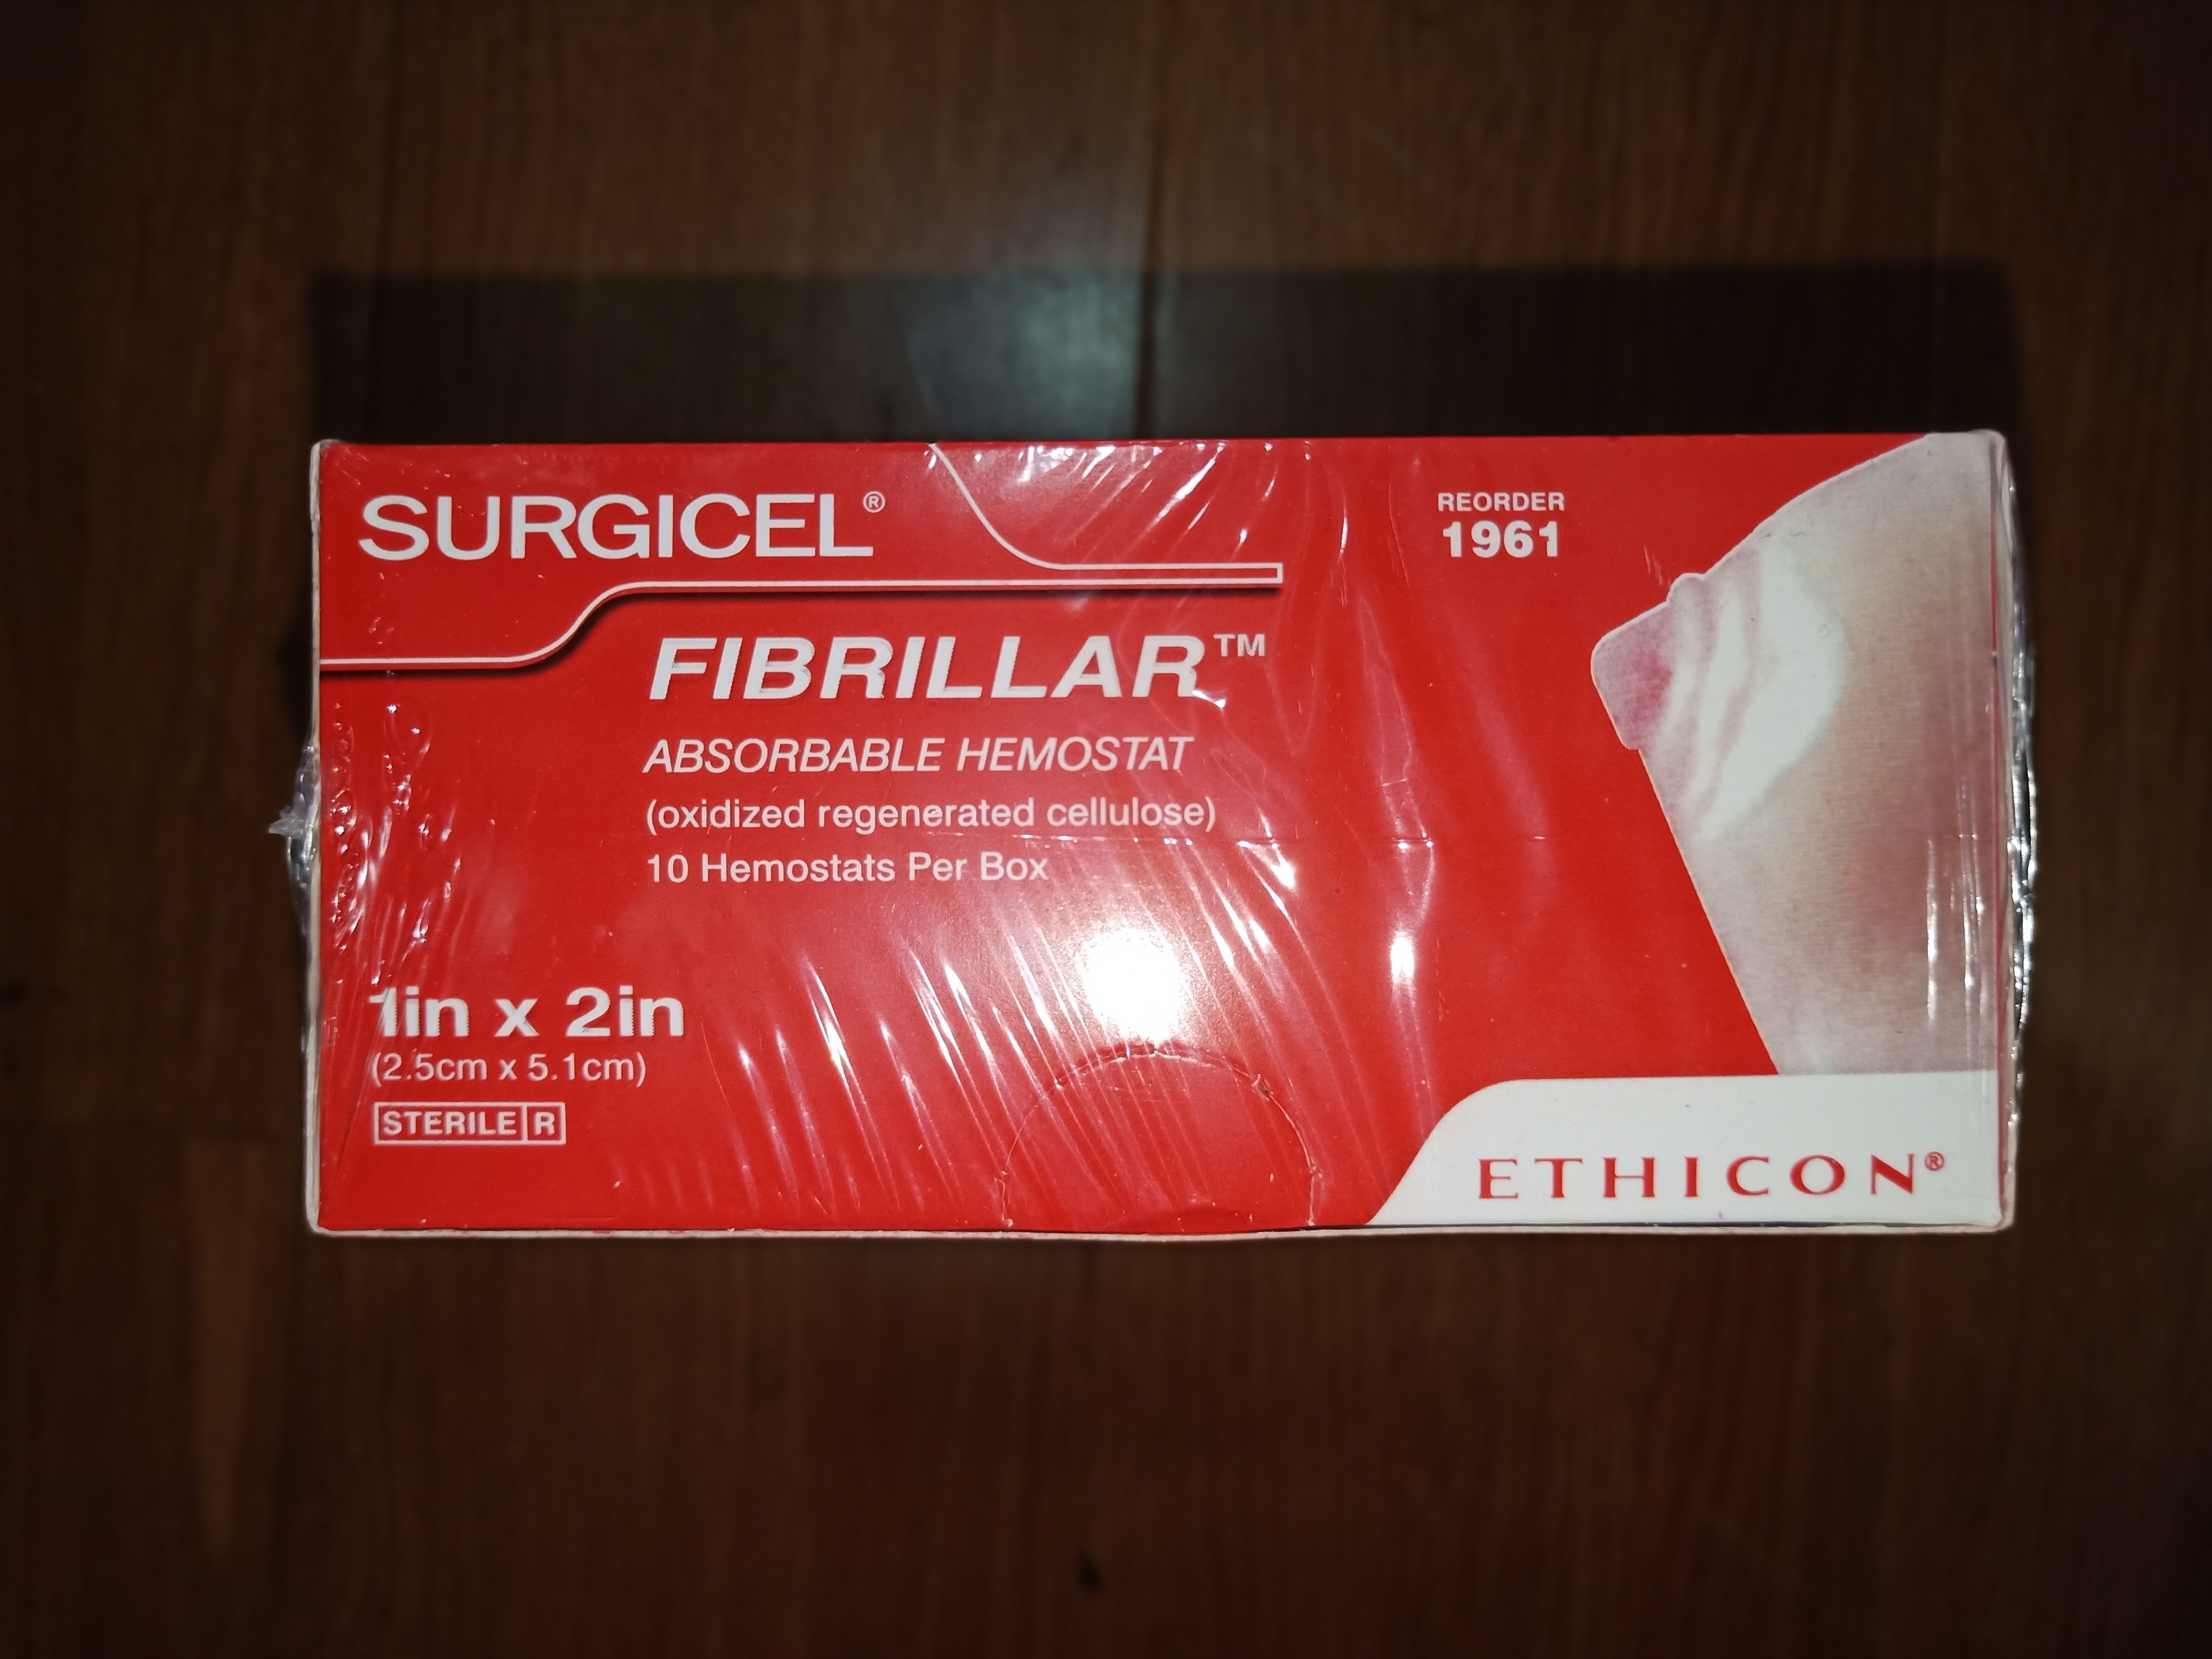 SURGICEL®
REORDER
1961
FIBRILLAR™
ABSORBABLE HEMOSTAT
(oxidized regenerated cellulose)
10 Hemostats Per Box
1in x 2in
(2.5cm x 5.1cm)
STERILE R
ETHICON®